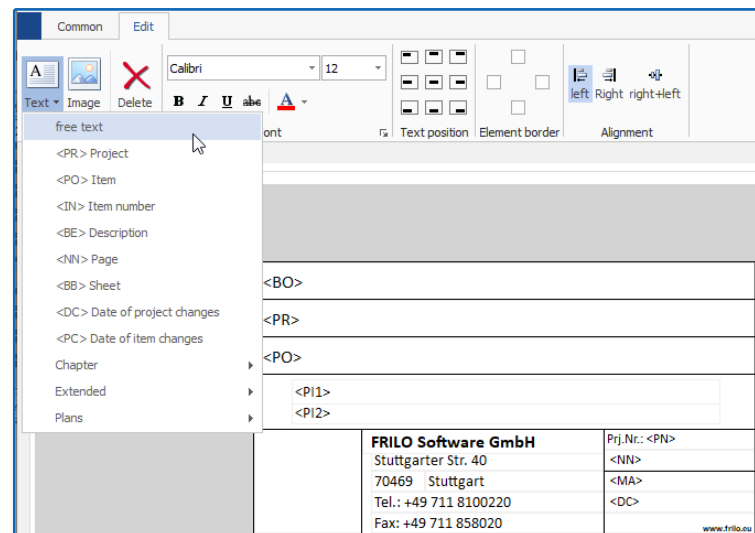 Common Edit
Calibri 12
Text Image Delete B I U abc A left Right right+left
ont Text position Element border Alignment
free text
<PR> Project
<PO> Item
<IN> Item number
<BE> Description
<NN> Page
<BB> Sheet
<DC> Date of project changes
<PC> Date of item changes
Chapter
Extended
Plans
<BO>
<PR>
<PO>
<PI1>
<PI2>
FRILO Software GmbH Prj.Nr.: <PN>
Stuttgarter Str. 40 <NN>
70469 Stuttgart <MA>
Tel.: +49 711 8100220 <DC>
Fax: +49 711 858020
www.frilo.eu